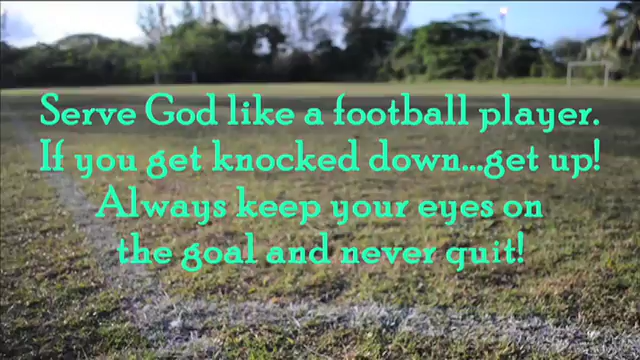 Serve God like a football player.
If you get knocked down...get up!
Always keep your eyes on
the goal and never quit!